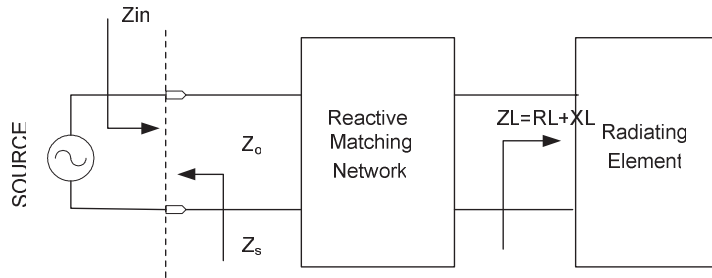 Zin
SOURCE
Zo
Zs
Reactive
Matching
Network
ZL=RL+XL
Radiating
Element